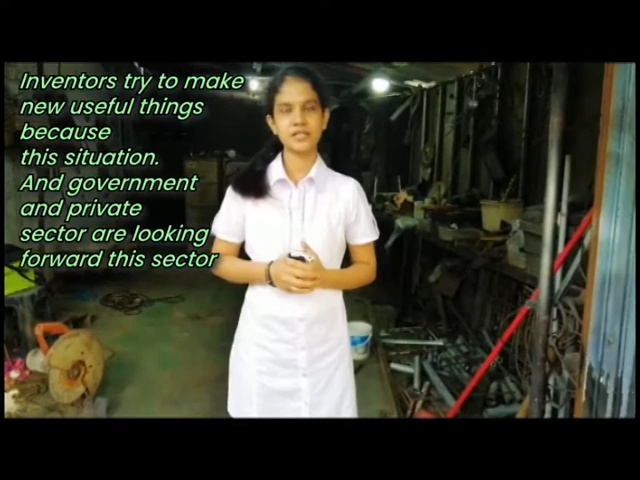 Inventors try to make
new useful things
because
this situation.
And government
and private
sector are looking
forward this sector